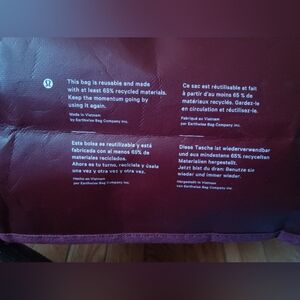 This bag is reusable and made
with at least 65% recycled materials.
Keep the momentum going by
using it again.
Made in Vietnam
by Earthwise Bag Company Inc.
Ce sac est réutilisable et fait
à partir d'au moins 65 % de
matériaux recyclés. Gardez-le
en circulation et réutilisez-le.
Fabriqué au Vietnam
par Earthwise Bag Company Inc.
Esta bolsa es reutilizable y está
fabricada con al menos 65% de
materiales reciclados.
Ahora es tu turno, recíclala y úsala
una vez y otra vez y otra vez.
Hecho en Vietnam
por Earthwise Bag Company Inc.
Diese Tasche ist wiederverwendbar
und aus mindestens 65% recycelten
Materialien hergestellt.
Jetzt bist du dran: Benutze sie
wieder und immer wieder.
Hergestellt in Vietnam
von Earthwise Bag Company Inc.